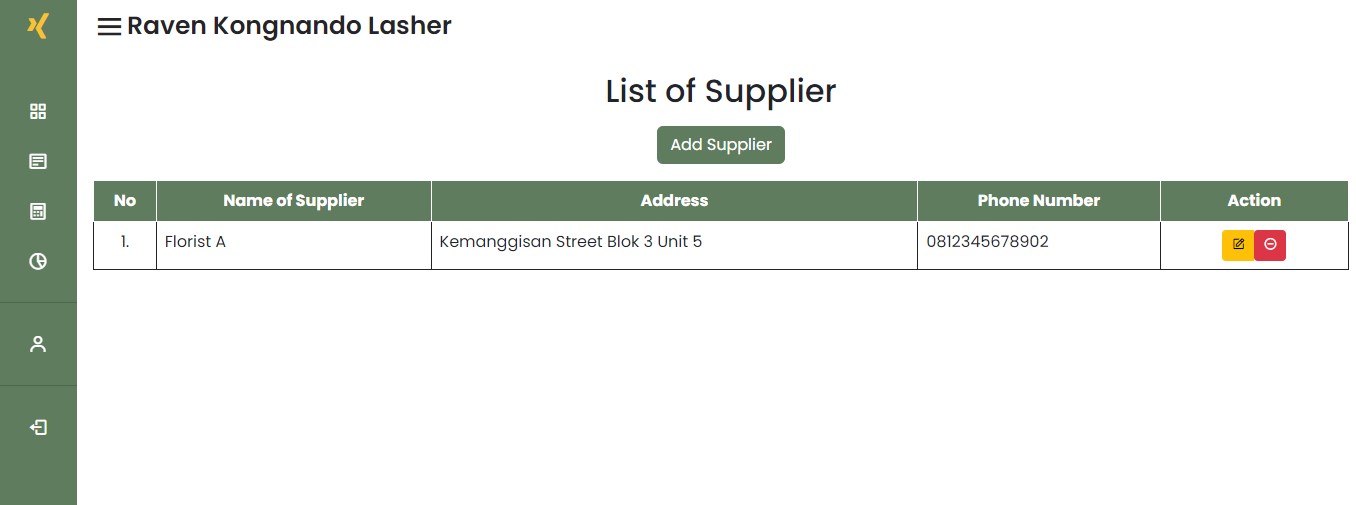 Raven Kongnando Lasher
List of Supplier
Add Supplier
No Name of Supplier Address Phone Number Action
1. Florist A Kemanggisan Street Blok 3 Unit 5 0812345678902